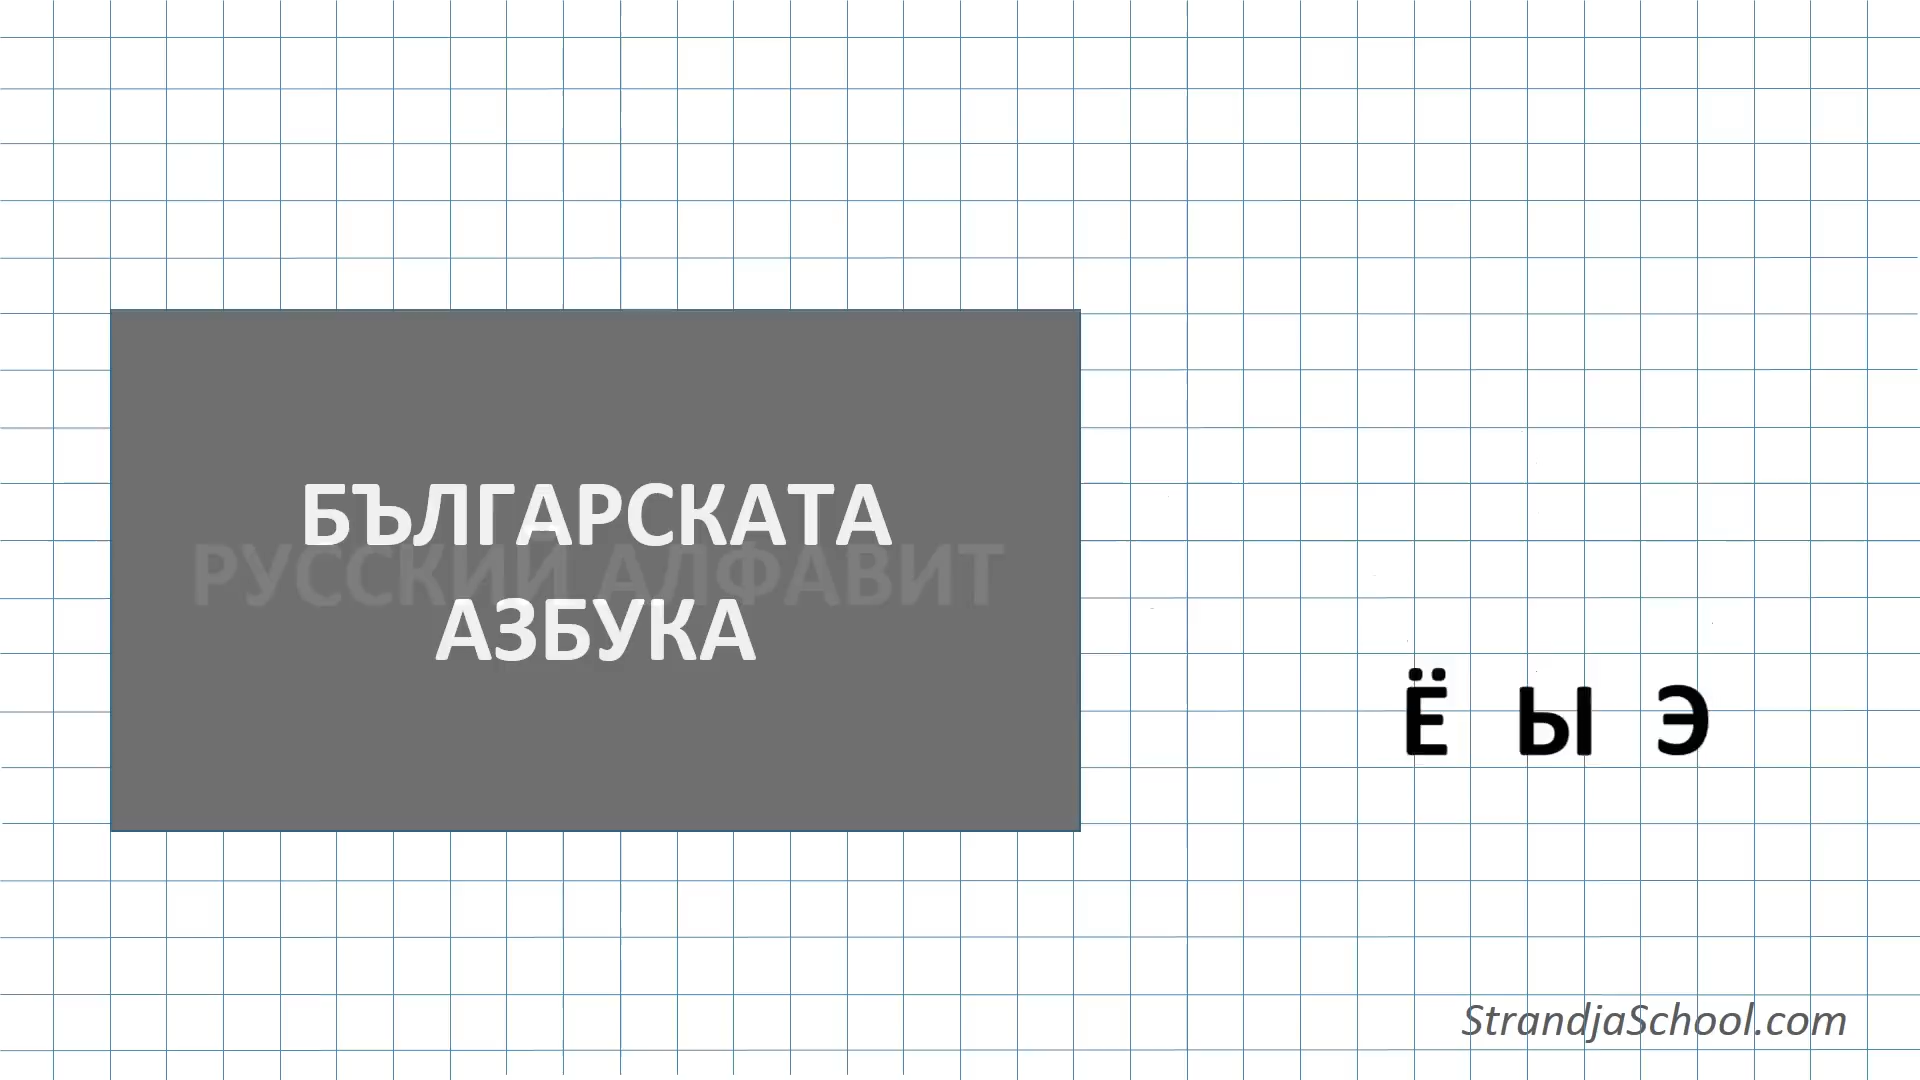 БЪЛГАРСКАТА
РУССКИЙ АЛФАВИТ
АЗБУКА
Ё Ы Э
StrandjaSchool.com